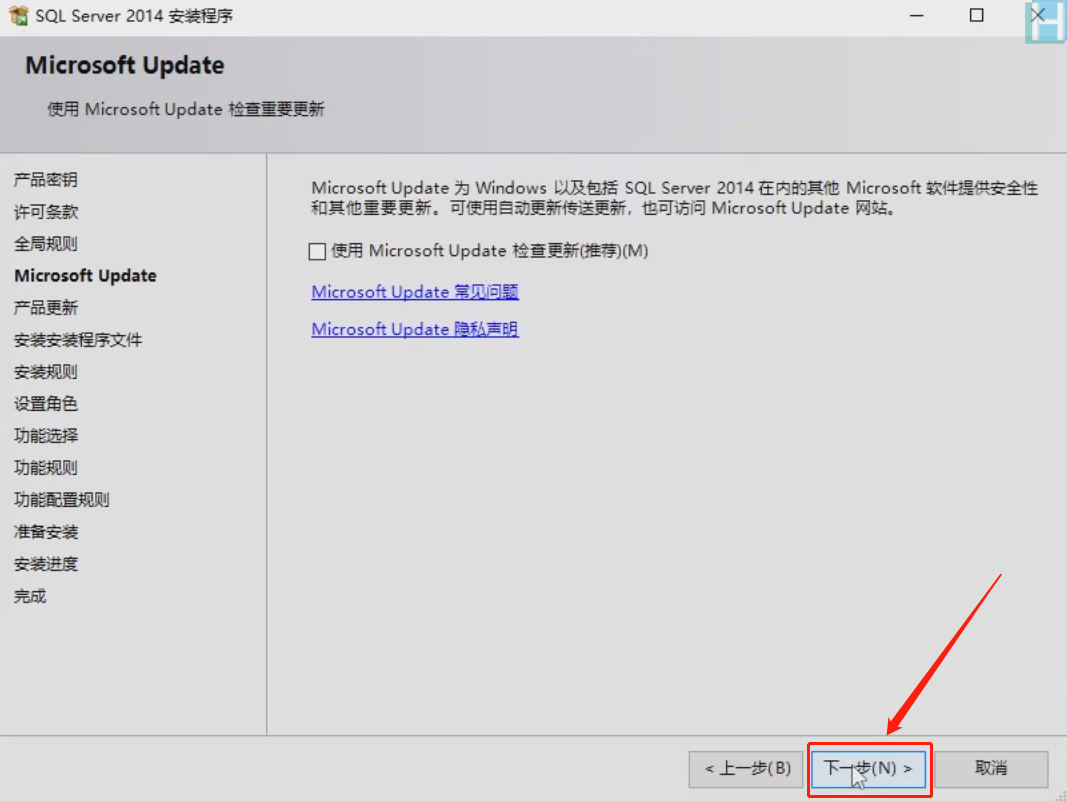 SQL Server 2014 安装程序
Microsoft Update
使用 Microsoft Update 检查重要更新
产品密钥
许可条款
全局规则
Microsoft Update
产品更新
安装安装程序文件
安装规则
设置角色
功能选择
功能规则
功能配置规则
准备安装
安装进度
完成
Microsoft Update 为 Windows 以及包括 SQL Server 2014 在内的其他 Microsoft 软件提供安全性
和其他重要更新。可使用自动更新传送更新，也可访问 Microsoft Update 网站。
使用 Microsoft Update 检查更新(推荐)(M)
Microsoft Update 常见问题
Microsoft Update 隐私声明
< 上一步(B)
下一步(N) >
取消